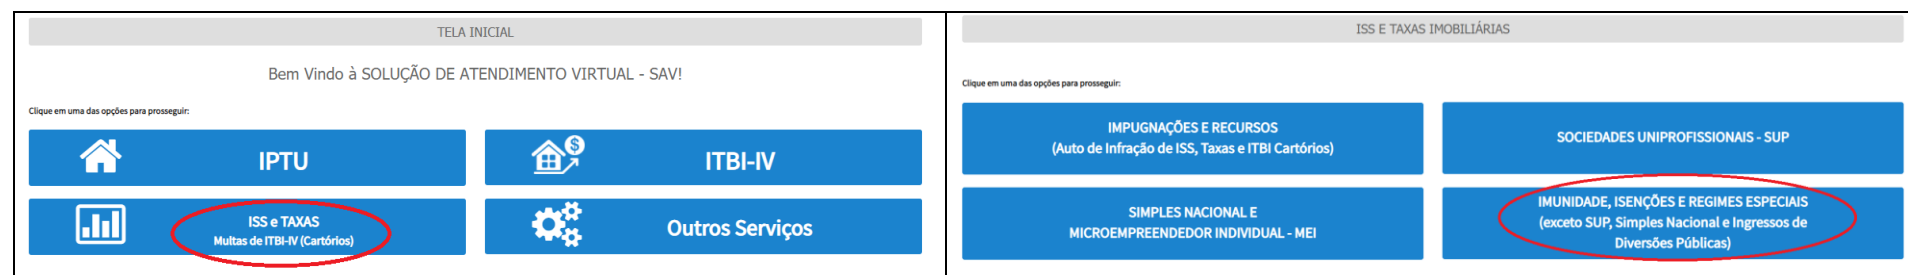 TELA INICIAL
Bem Vindo à SOLUÇÃO DE ATENDIMENTO VIRTUAL - SAV!
Clique em uma das opções para prosseguir:
IPTU
ITBI-IV
ISS e TAXAS
Multas de ITBI-IV (Cartórios)
Outros Serviços
ISS E TAXAS IMOBILIÁRIAS
Clique em uma das opções para prosseguir:
IMPUGNAÇÕES E RECURSOS
(Auto de Infração de ISS, Taxas e ITBI Cartórios)
SOCIEDADES UNIPROFISSIONAIS - SUP
SIMPLES NACIONAL E
MICROEMPREENDEDOR INDIVIDUAL - MEI
IMUNIDADE, ISENÇÕES E REGIMES ESPECIAIS
(exceto SUP, Simples Nacional e Ingressos de
Diversões Públicas)